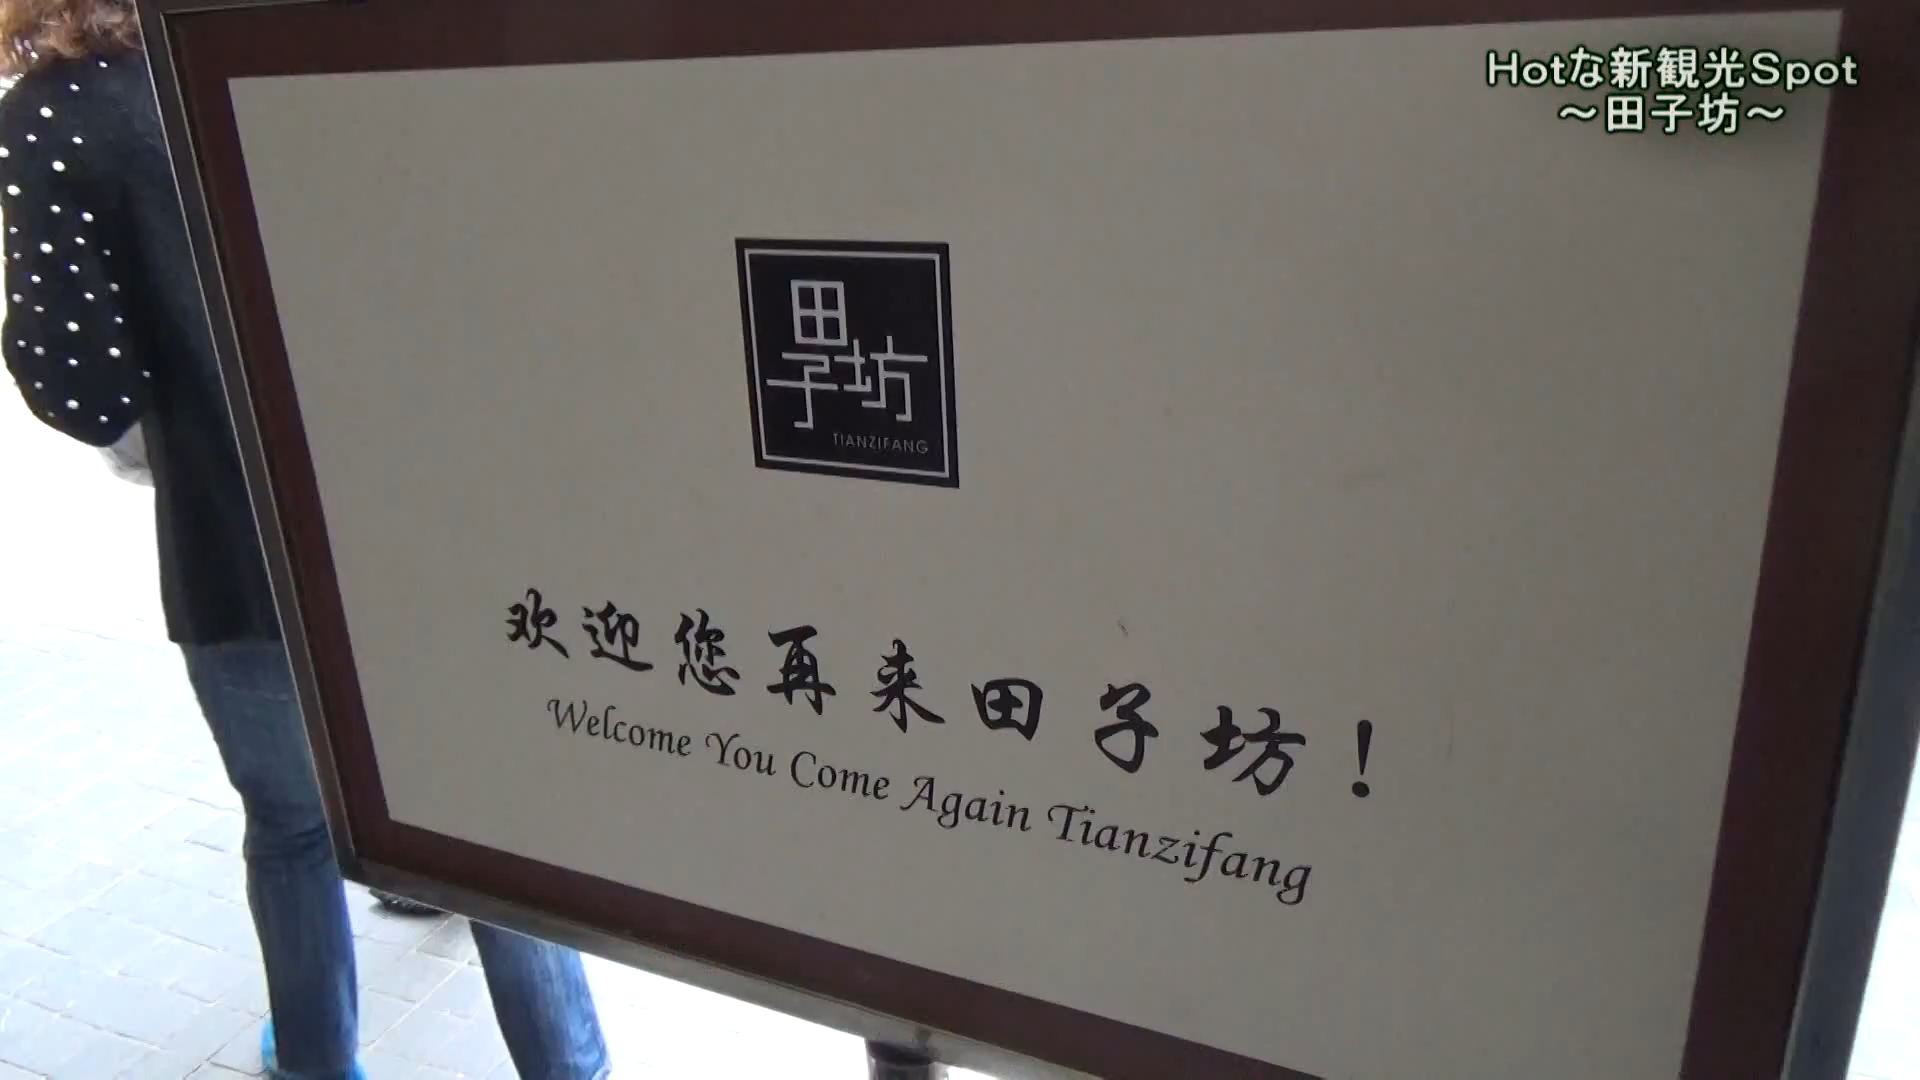 Hotな新観光Spot
～田子坊～
田
子坊
TIANZIFANG
欢迎您再来田子坊！
Welcome You Come Again Tianzifang